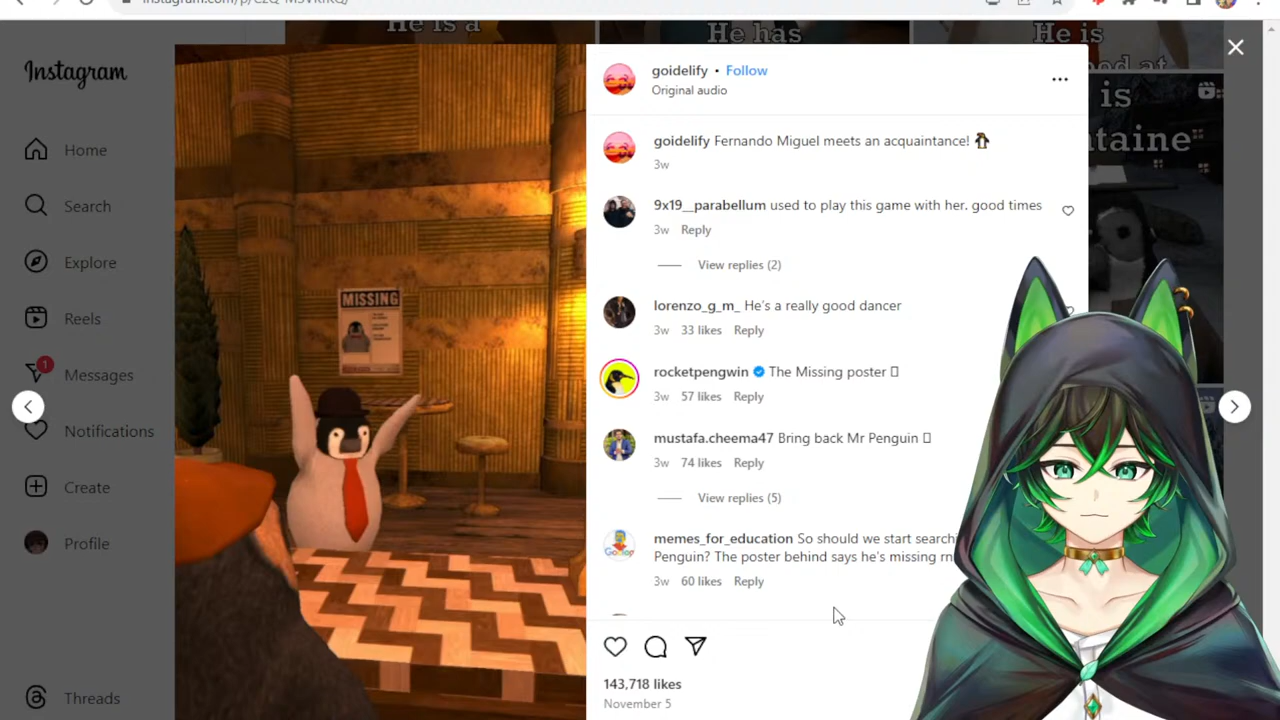 Instagram
Home
Search
Explore
Reels
1
Messages
Notifications
Create
Profile
Threads
He is a
He has
He is
is
MISSING
goidelify • Follow
Original audio
goidelify Fernando Miguel meets an acquaintance! 🐧
3w
9x19__parabellum used to play this game with her. good times
3w Reply
View replies (2)
lorenzo_g_m_ He's a really good dancer
3w 33 likes Reply
rocketpengwin The Missing poster
3w 57 likes Reply
mustafa.cheema47 Bring back Mr Penguin
3w 74 likes Reply
View replies (5)
memes_for_education So should we start search
Penguin? The poster behind says he's missing rn
3w 60 likes Reply
143,718 likes
November 5